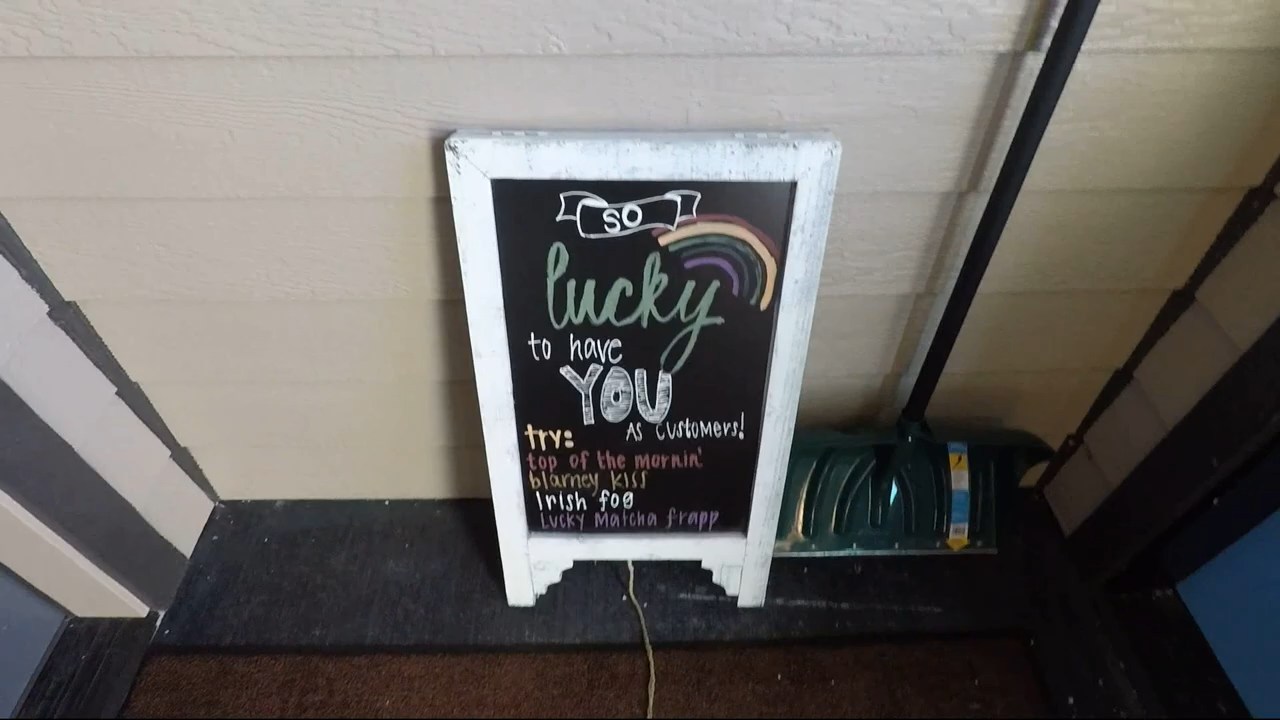 SO
lucky
to have
YOU
As customers!
try:
top of the mornin'
blarney kiss
Irish fog
Lucky Matcha frapp